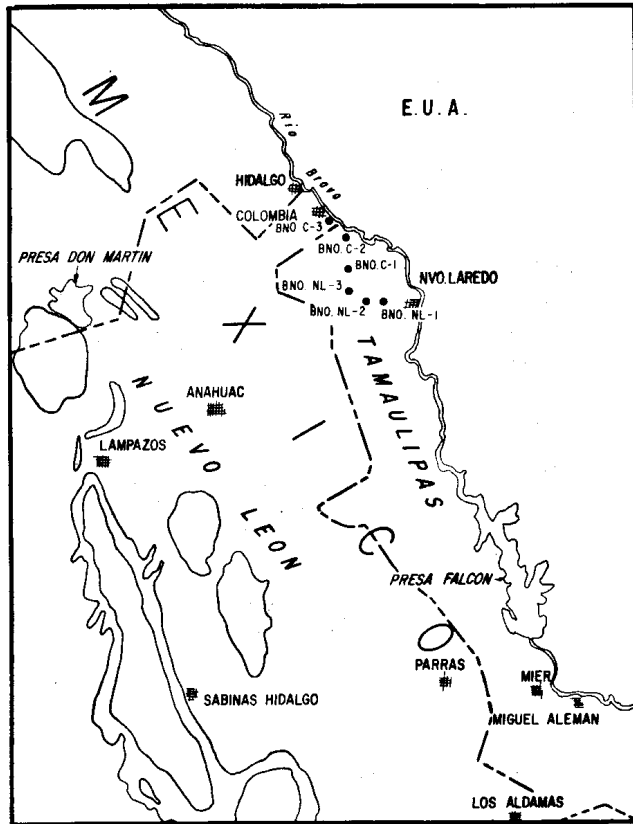 E.U.A.
Rio Bravo
HIDALGO
COLOMBIA
BNO. C-3
BNO. C-2
BNO. C-1
PRESA DON MARTIN
BNO. NL-3
NVO. LAREDO
BNO. NL-2
BNO. NL-1
M E X I C
TAMAULIPAS
NUEVO LEON
ANAHUAC
LAMPAZOS
PRESA FALCON
PARRAS
MIER
SABINAS HIDALGO
MIGUEL ALEMAN
LOS ALDAMAS